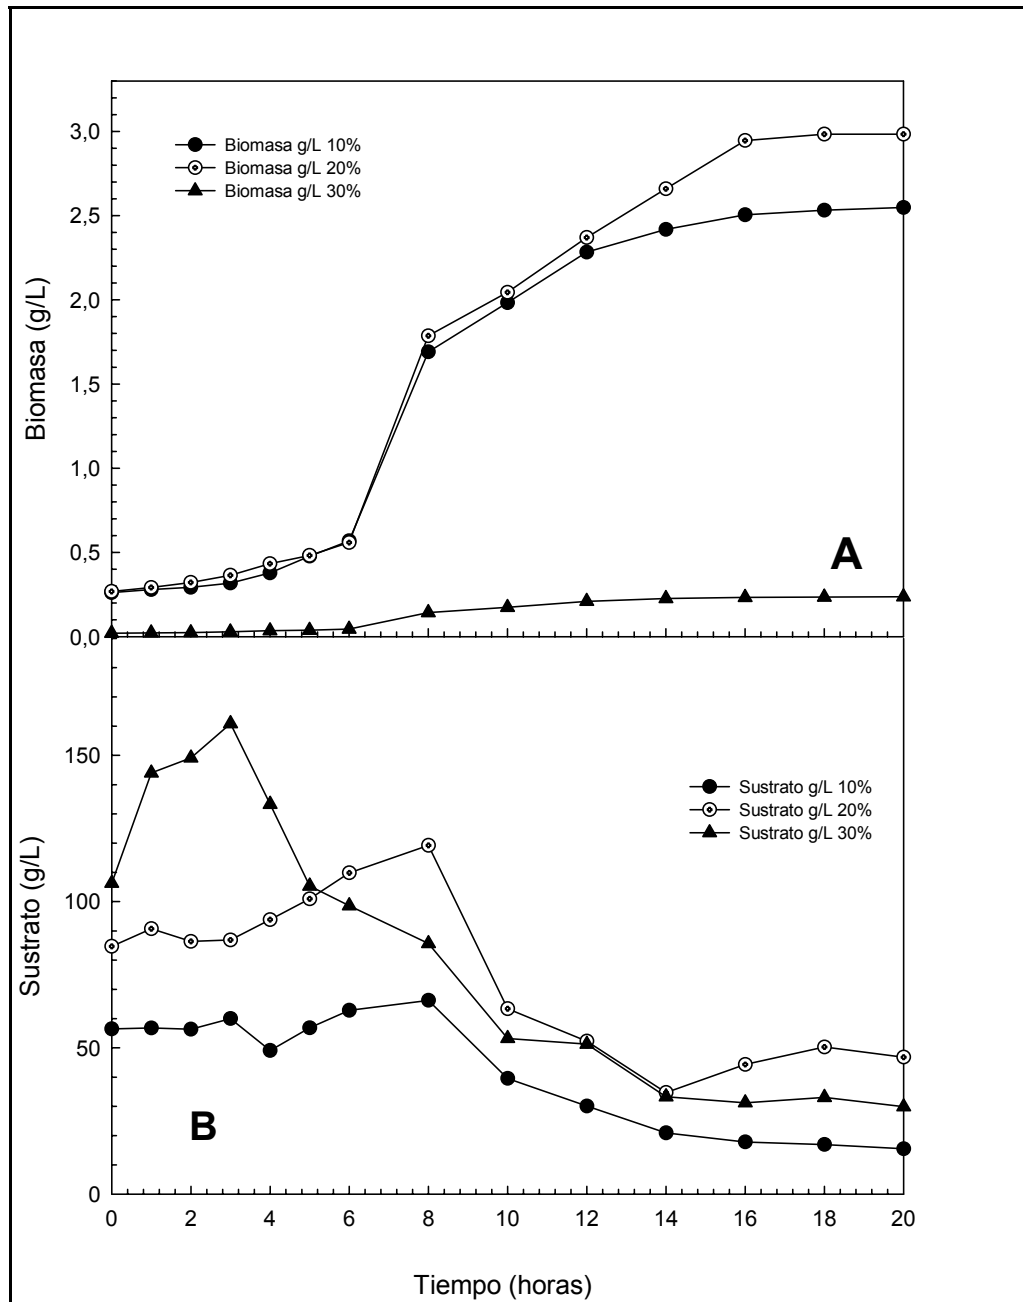 Biomasa (g/L)
3,0
2,5
2,0
1,5
1,0
0,5
0,0
Biomasa g/L 10%
Biomasa g/L 20%
Biomasa g/L 30%
A
Sustrato (g/L)
150
100
50
0
Sustrato g/L 10%
Sustrato g/L 20%
Sustrato g/L 30%
B
0 2 4 6 8 10 12 14 16 18 20
Tiempo (horas)